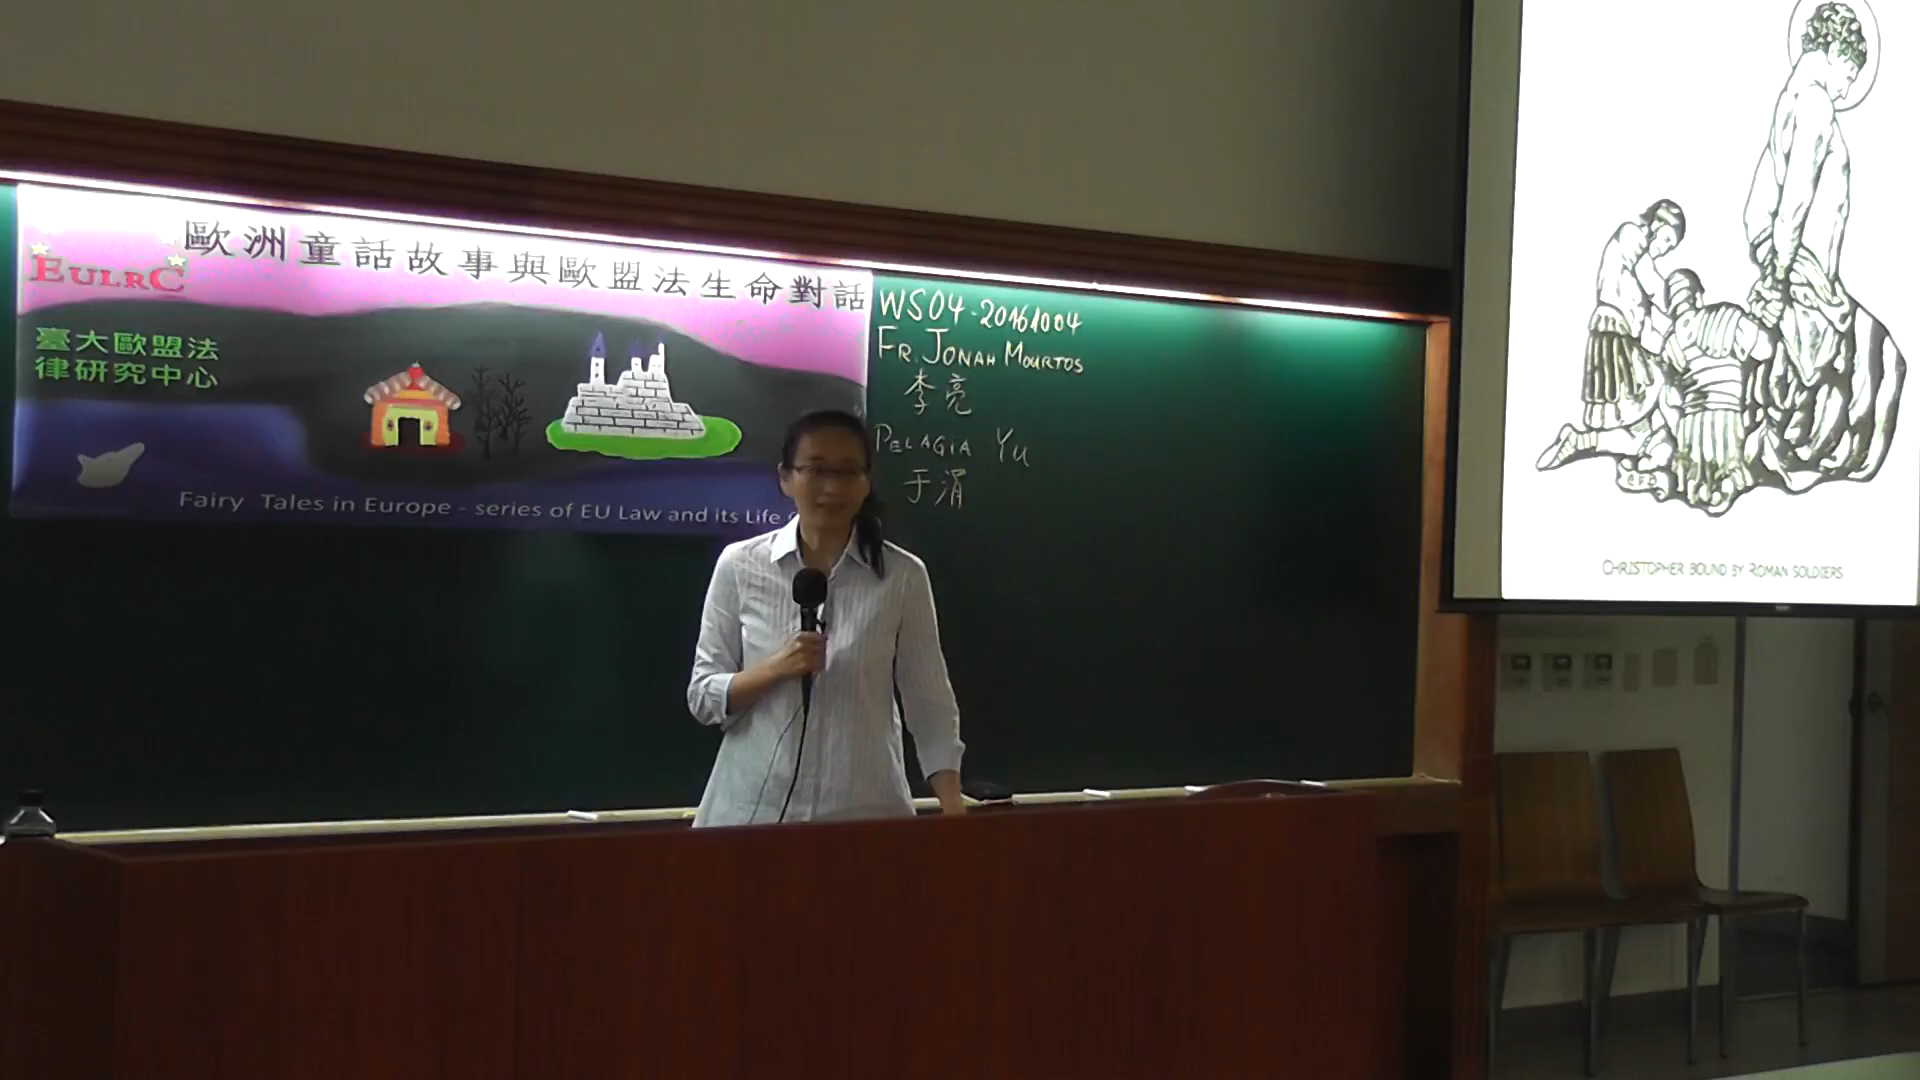 歐洲童話故事與歐盟法生命對話
EULRC
臺大歐盟法
律研究中心
Fairy Tales in Europe - series of EU Law and its Life
WS04-20161004
FR. JONAH MOURTOS
李亮
PELAGIA YU
于涓
CHRISTOPHER BOUND BY ROMAN SOLDIERS